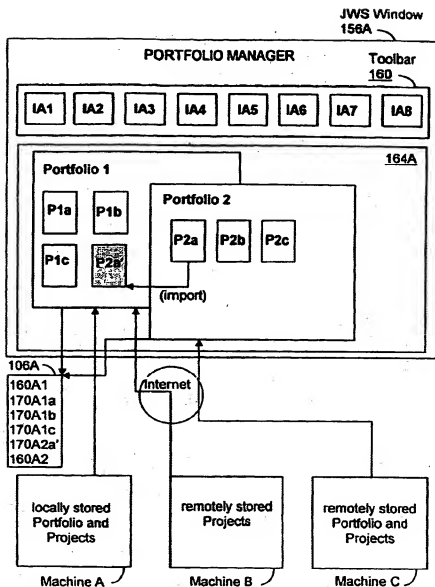 JWS Window
156A
PORTFOLIO MANAGER
Toolbar
160
IA1 IA2 IA3 IA4 IA5 IA6 IA7 IA8
164A
Portfolio 1
Portfolio 2
P1a P1b
P2a P2b P2c
P1c P2a'
(import)
106A
Internet
160A1
170A1a
170A1b
170A1c
170A2a'
160A2
locally stored
Portfolio and
Projects
remotely stored
Projects
remotely stored
Portfolio and
Projects
Machine A
Machine B
Machine C